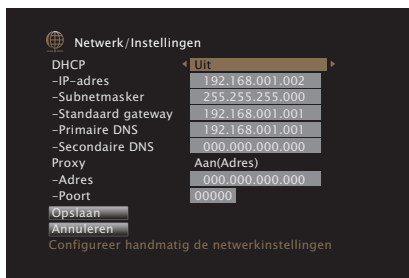 Netwerk/Instellingen
DHCP Uit
-IP-adres 192.168.001.002
-Subnetmasker 255.255.255.000
-Standaard gateway 192.168.001.001
-Primaire DNS 192.168.001.001
-Secondaire DNS 000.000.000.000
Proxy Aan(Adres)
-Adres 000.000.000.000
-Poort 00000
Opslaan
Annuleren
Configureer handmatig de netwerkinstellingen